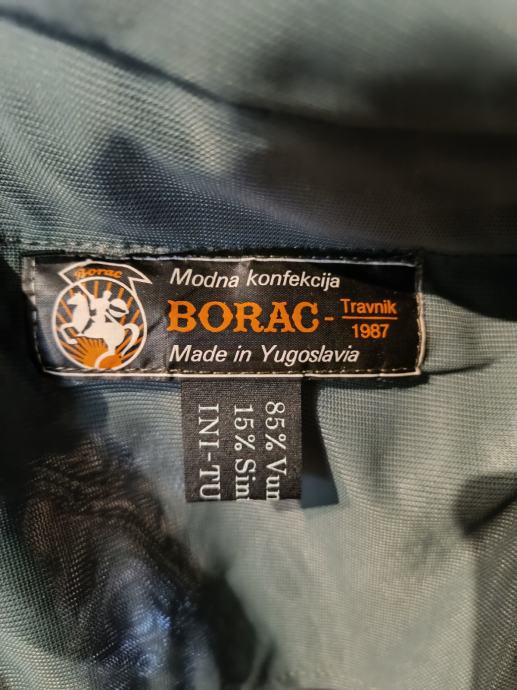 Borac
Modna konfekcija
BORAC - Travnik
1987
Made in Yugoslavia
85% Vun
15% Sin
INI-TU